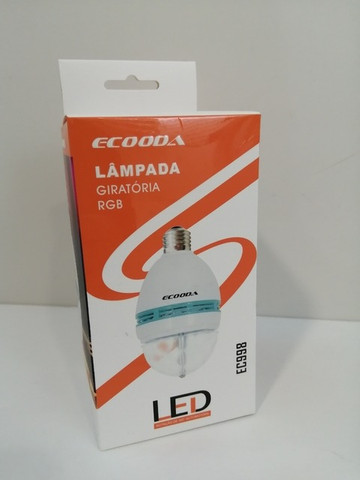 ECOODA
LÂMPADA
GIRATÓRIA
RGB
ECOODA
EC998
LED